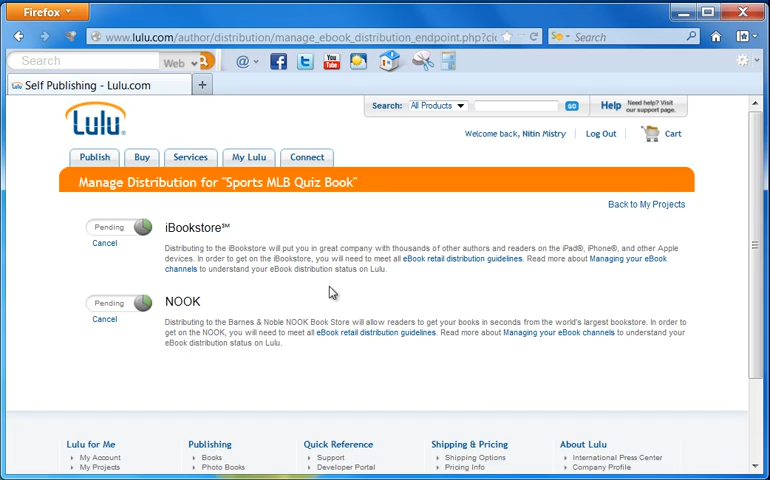 Firefox
www.lulu.com/author/distribution/manage_ebook_distribution_endpoint.php?ci
Search
Search
Web
@
You Tube
Self Publishing - Lulu.com
+
Lulu
Search: All Products
GO
Help
Need help? Visit
our support page.
Welcome back, Nitin Mistry
Log Out
Cart
Publish
Buy
Services
My Lulu
Connect
Manage Distribution for "Sports MLB Quiz Book"
Back to My Projects
Pending
iBookstore℠
Cancel
Distributing to the iBookstore will put you in great company with thousands of other authors and readers on the iPad®, iPhone®, and other Apple
devices. In order to get on the iBookstore, you will need to meet all eBook retail distribution guidelines. Read more about Managing your eBook
channels to understand your eBook distribution status on Lulu.
Pending
NOOK
Cancel
Distributing to the Barnes & Noble NOOK Book Store will allow readers to get your books in seconds from the world's largest bookstore. In order to
get on the NOOK, you will need to meet all eBook retail distribution guidelines. Read more about Managing your eBook channels to understand your
eBook distribution status on Lulu.
Lulu for Me
Publishing
Quick Reference
Shipping & Pricing
About Lulu
My Account
Books
Support
Shipping Options
International Press Center
My Projects
Photo Books
Developer Portal
Pricing Info
Company Profile